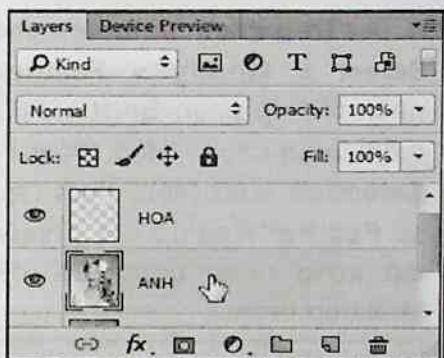 Layers Device Preview
Kind T
Normal Opacity: 100%
Lock: Fill: 100%
HOA
ANH
fx.